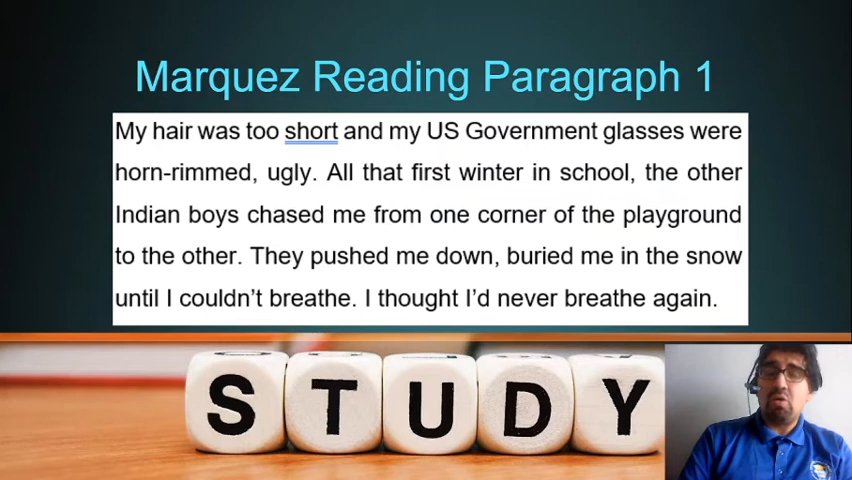 Marquez Reading Paragraph 1
My hair was too short and my US Government glasses were
horn-rimmed, ugly. All that first winter in school, the other
Indian boys chased me from one corner of the playground
to the other. They pushed me down, buried me in the snow
until I couldn't breathe. I thought I'd never breathe again.
STUDY